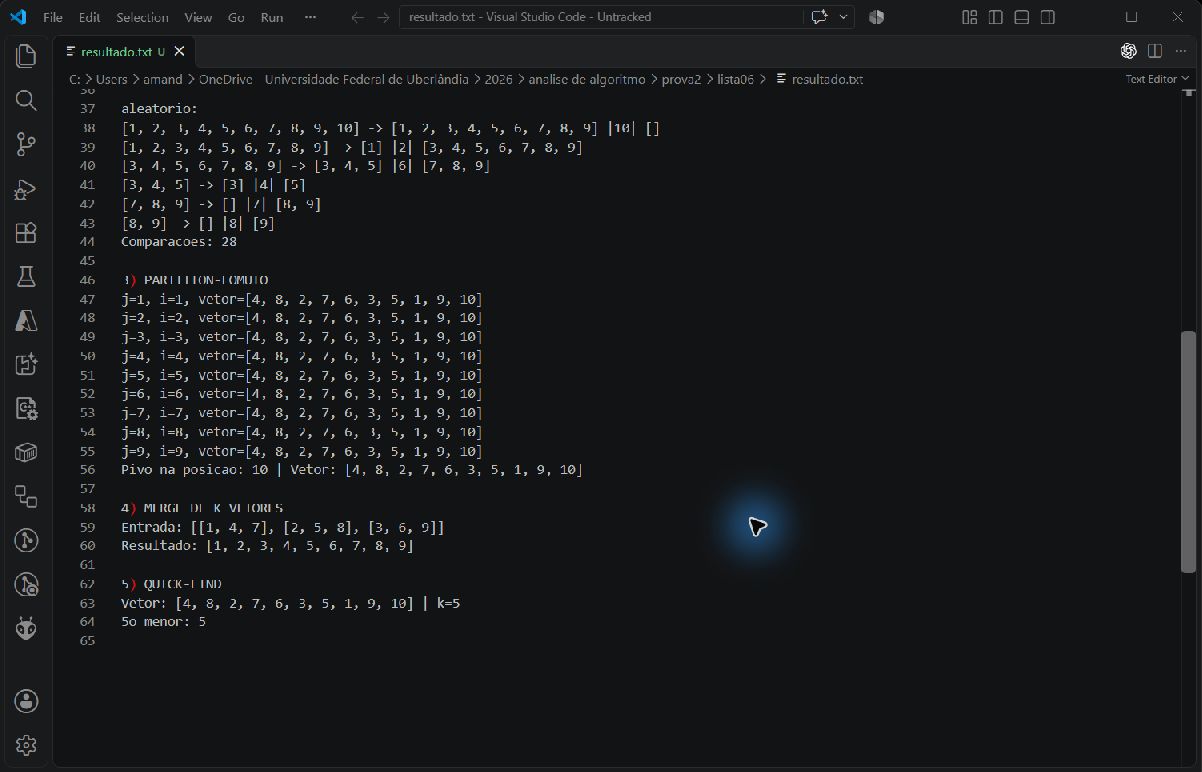 File Edit Selection View Go Run ··· resultado.txt - Visual Studio Code - Untracked
resultado.txt U
C: > Users > amand > OneDrive - Universidade Federal de Uberlândia > 2026 > analise de algoritmo > prova2 > lista06 > resultado.txt Text Editor
36
37 aleatorio:
38 [1, 2, 3, 4, 5, 6, 7, 8, 9, 10] -> [1, 2, 3, 4, 5, 6, 7, 8, 9] |10| []
39 [1, 2, 3, 4, 5, 6, 7, 8, 9] -> [1] |2| [3, 4, 5, 6, 7, 8, 9]
40 [3, 4, 5, 6, 7, 8, 9] -> [3, 4, 5] |6| [7, 8, 9]
41 [3, 4, 5] -> [3] |4| [5]
42 [7, 8, 9] -> [] |7| [8, 9]
43 [8, 9] -> [] |8| [9]
44 Comparacoes: 28
45
46 3) PARTITION-LOMUTO
47 j=1, i=1, vetor=[4, 8, 2, 7, 6, 3, 5, 1, 9, 10]
48 j=2, i=2, vetor=[4, 8, 2, 7, 6, 3, 5, 1, 9, 10]
49 j=3, i=3, vetor=[4, 8, 2, 7, 6, 3, 5, 1, 9, 10]
50 j=4, i=4, vetor=[4, 8, 2, 7, 6, 3, 5, 1, 9, 10]
51 j=5, i=5, vetor=[4, 8, 2, 7, 6, 3, 5, 1, 9, 10]
52 j=6, i=6, vetor=[4, 8, 2, 7, 6, 3, 5, 1, 9, 10]
53 j=7, i=7, vetor=[4, 8, 2, 7, 6, 3, 5, 1, 9, 10]
54 j=8, i=8, vetor=[4, 8, 2, 7, 6, 3, 5, 1, 9, 10]
55 j=9, i=9, vetor=[4, 8, 2, 7, 6, 3, 5, 1, 9, 10]
56 Pivo na posicao: 10 | Vetor: [4, 8, 2, 7, 6, 3, 5, 1, 9, 10]
57
58 4) MERGE DE K VETORES
59 Entrada: [[1, 4, 7], [2, 5, 8], [3, 6, 9]]
60 Resultado: [1, 2, 3, 4, 5, 6, 7, 8, 9]
61
62 5) QUICK-FIND
63 Vetor: [4, 8, 2, 7, 6, 3, 5, 1, 9, 10] | k=5
64 5o menor: 5
65